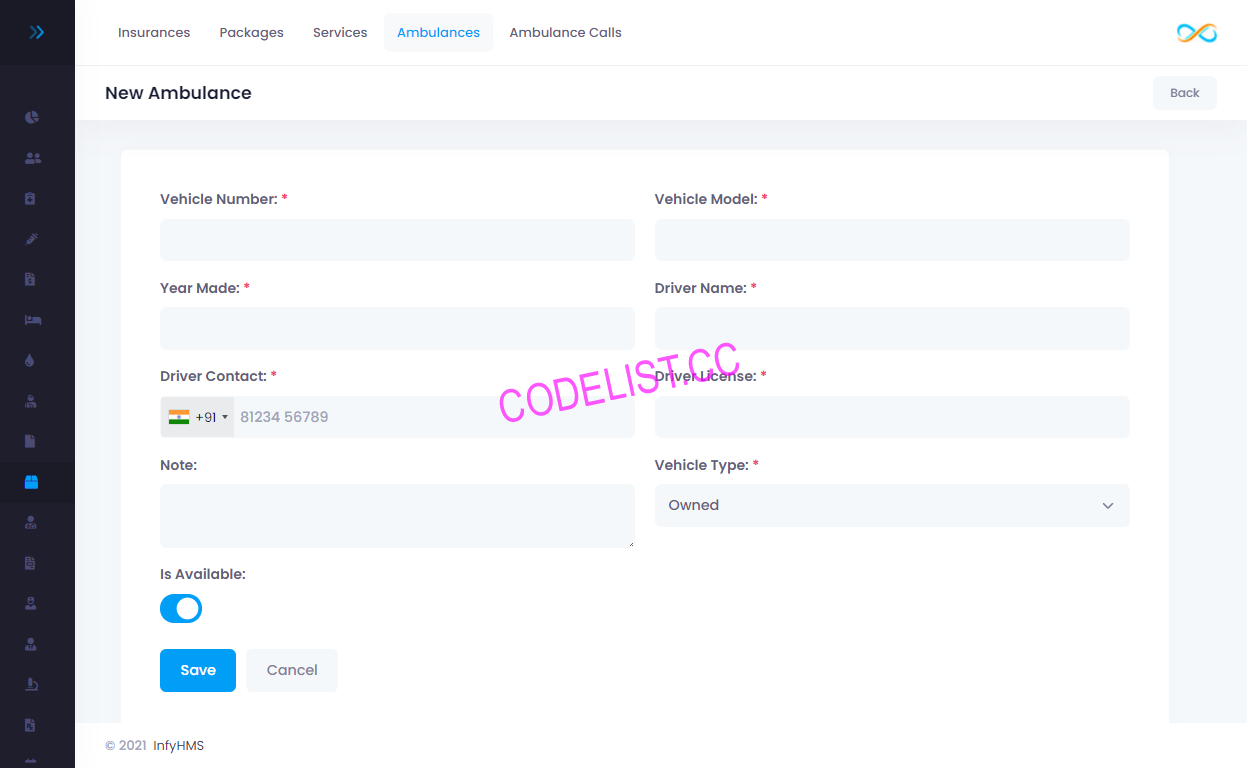 Insurances Packages Services Ambulances Ambulance Calls
New Ambulance Back
Vehicle Number: * Vehicle Model: *
Year Made: * Driver Name: *
CODELIST.CC
Driver Contact: * Driver License: *
+91 81234 56789
Note: Vehicle Type: *
Owned
Is Available:
Save Cancel
© 2021 InfyHMS